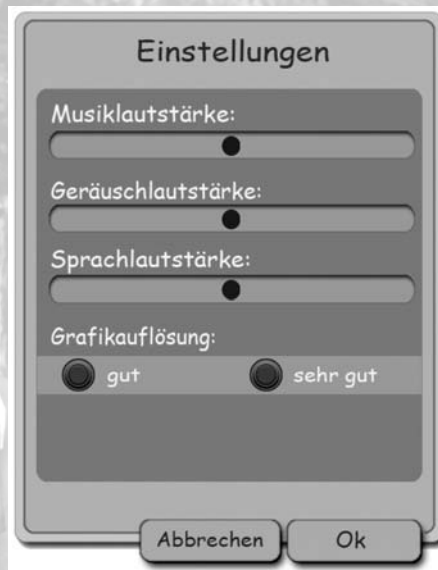 Einstellungen
Musiklautstärke:
Geräuschlautstärke:
Sprachlautstärke:
Grafikauflösung:
gut sehr gut
Abbrechen Ok